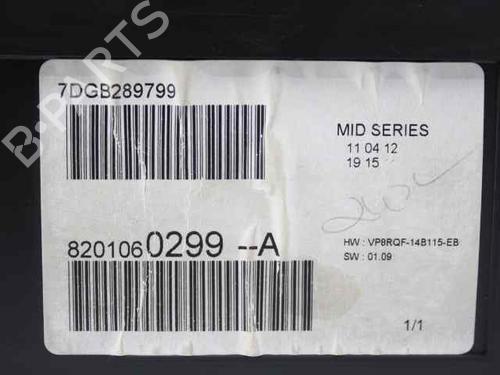 7DGB289799
MID SERIES
11 04 12
19 15
8201060299 --A
HW : VP8RQF-14B115-EB
SW : 01.09
1/1
B-PARTS